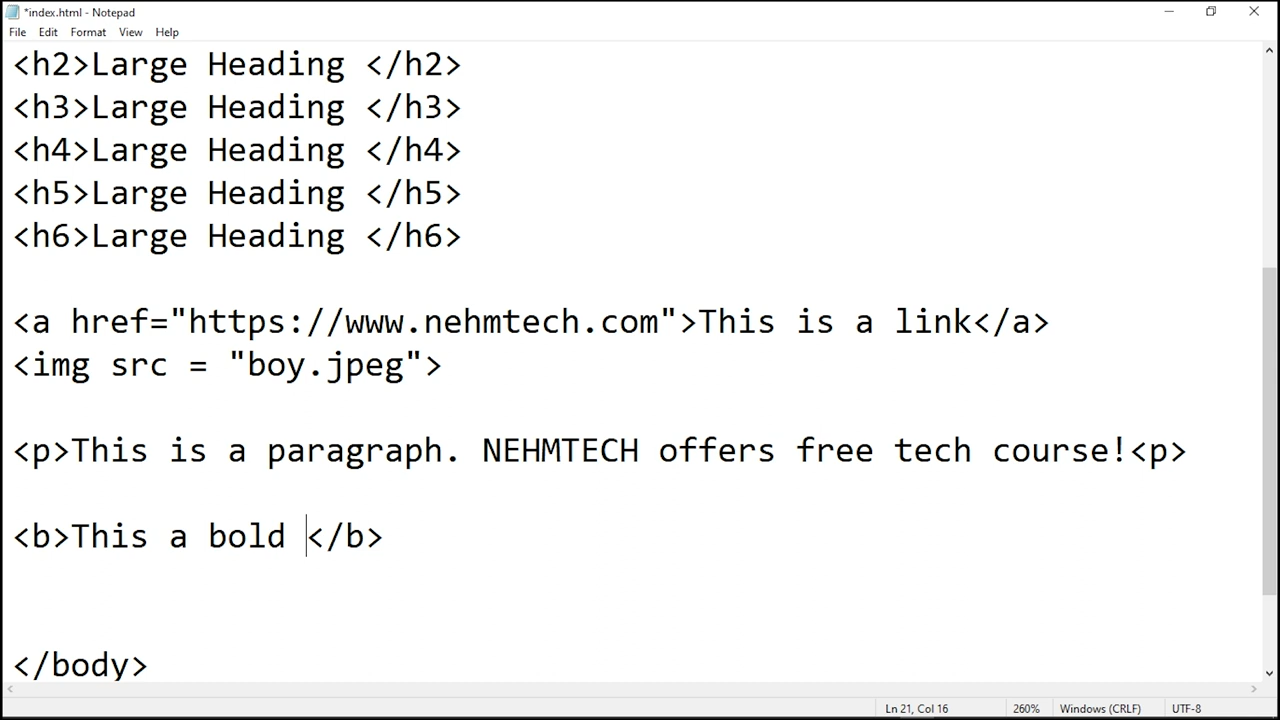 *index.html - Notepad
File Edit Format View Help
<h2>Large Heading </h2>
<h3>Large Heading </h3>
<h4>Large Heading </h4>
<h5>Large Heading </h5>
<h6>Large Heading </h6>
<a href="https://www.nehmtech.com">This is a link</a>
<img src = "boy.jpeg">
<p>This is a paragraph. NEHMTECH offers free tech course!<p>
<b>This a bold </b>
</body>
Ln 21, Col 16 260% Windows (CRLF) UTF-8